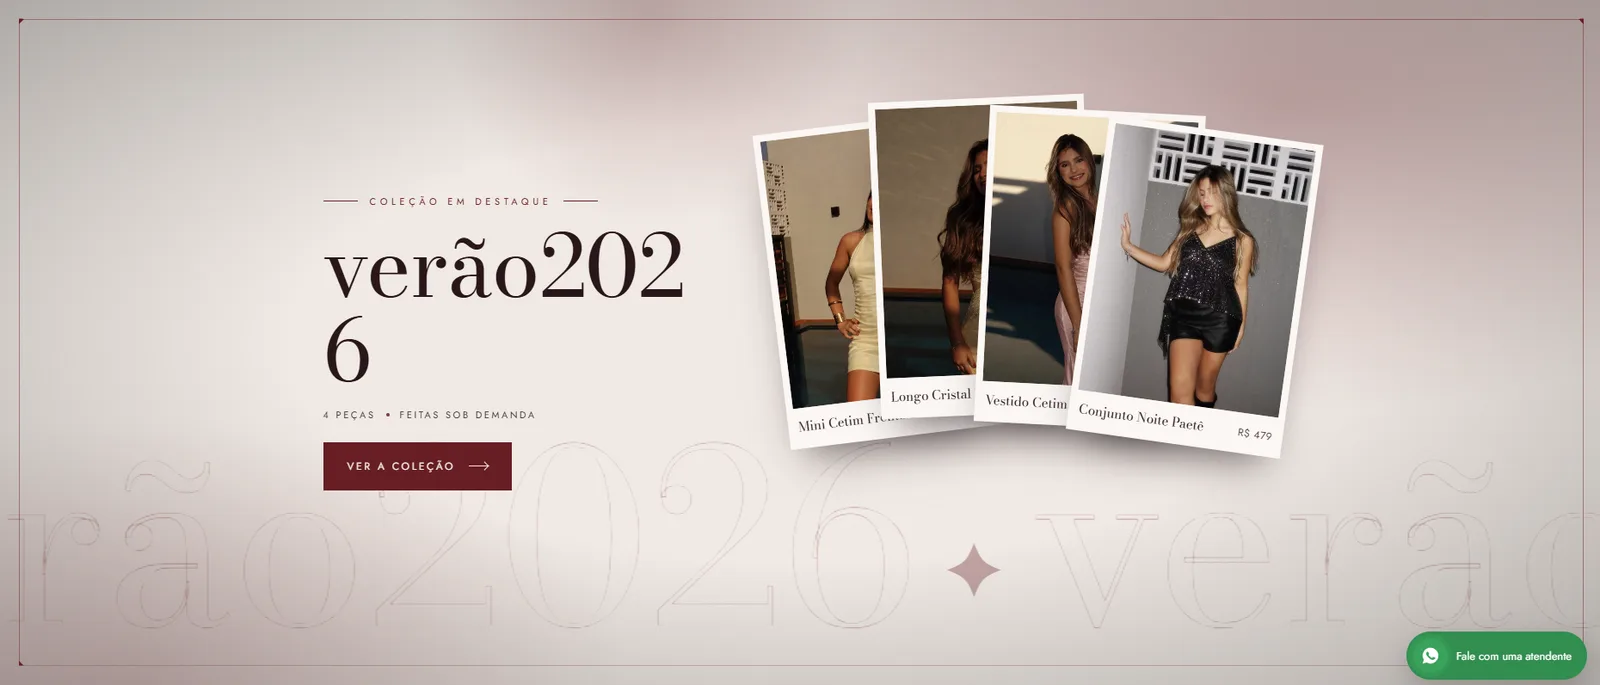 COLEÇÃO EM DESTAQUE
verão202
6
4 PEÇAS • FEITAS SOB DEMANDA
VER A COLEÇÃO
Mini Cetim
Longo Cristal
Vestido Cetim
Conjunto Noite Paetê
R$ 479
rão2026 verão
Fale com uma atendente